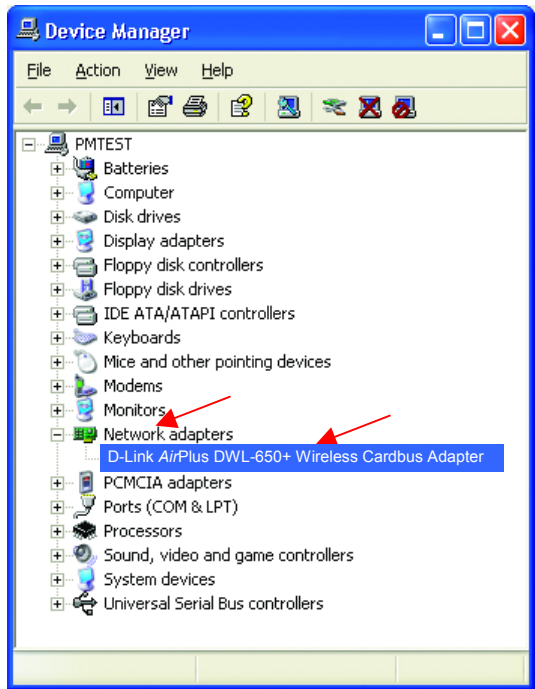 Device Manager
File Action View Help
PMTEST
Batteries
Computer
Disk drives
Display adapters
Floppy disk controllers
Floppy disk drives
IDE ATA/ATAPI controllers
Keyboards
Mice and other pointing devices
Modems
Monitors
Network adapters
D-Link AirPlus DWL-650+ Wireless Cardbus Adapter
PCMCIA adapters
Ports (COM & LPT)
Processors
Sound, video and game controllers
System devices
Universal Serial Bus controllers